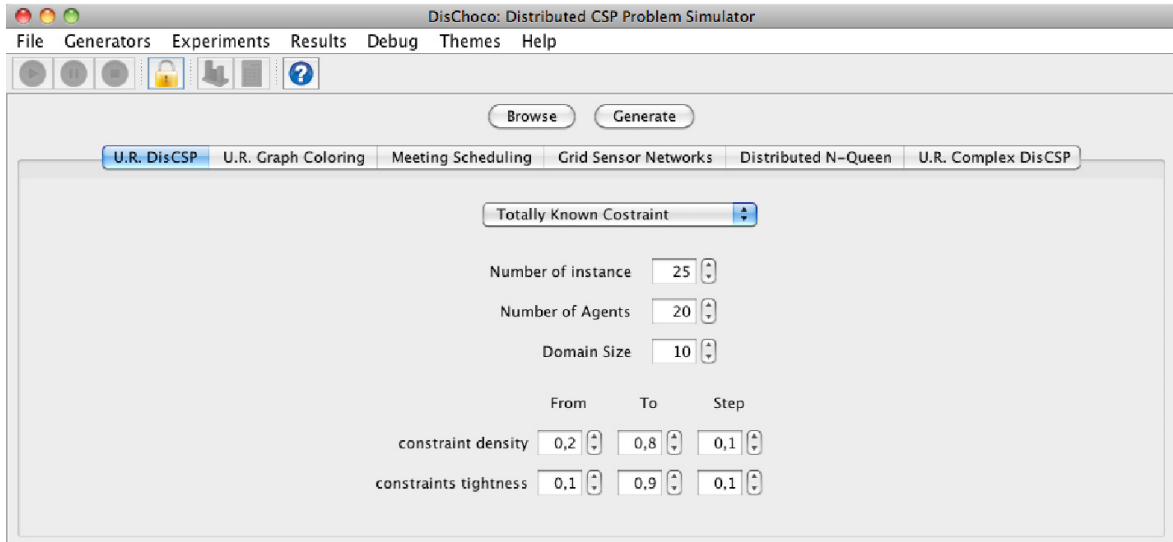 DisChoco: Distributed CSP Problem Simulator
File Generators Experiments Results Debug Themes Help
Browse Generate
U.R. DisCSP U.R. Graph Coloring Meeting Scheduling Grid Sensor Networks Distributed N-Queen U.R. Complex DisCSP
Totally Known Costraint
Number of instance 25
Number of Agents 20
Domain Size 10
From To Step
constraint density 0,2 0,8 0,1
constraints tightness 0,1 0,9 0,1